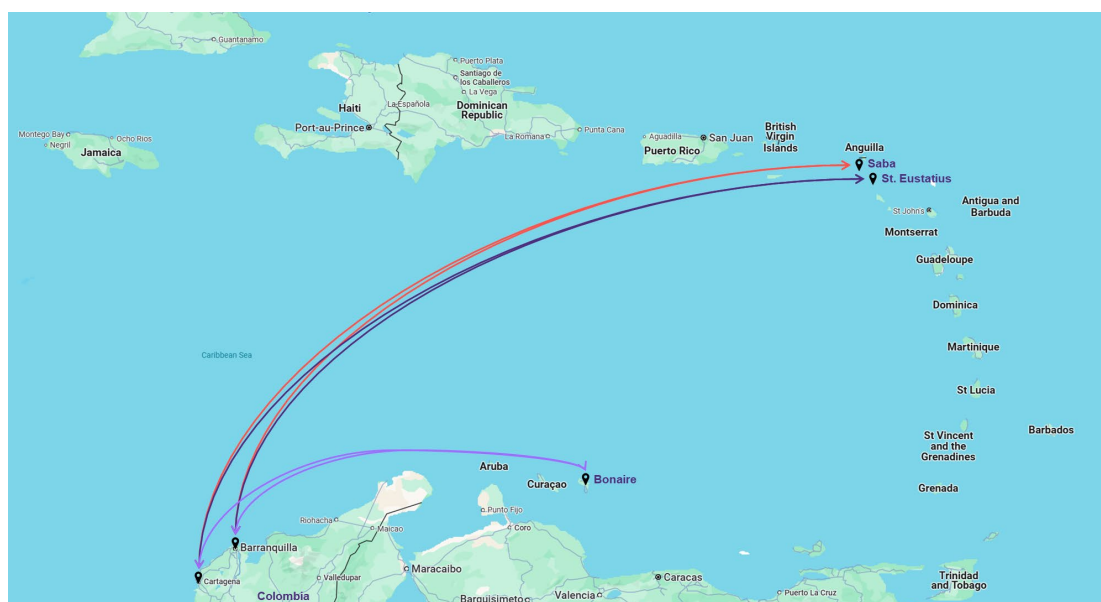 Guantanamo
Puerto Plata
Santiago de
los Caballeros
La Vega
Haiti
La Española
Dominican
Republic
Port-au-Prince
La Romana
Punta Cana
Montego Bay
Ocho Rios
Negril
Jamaica
Aguadilla
San Juan
Puerto Rico
British
Virgin
Islands
Anguilla
Saba
St. Eustatius
St John's
Antigua and
Barbuda
Montserrat
Guadeloupe
Dominica
Caribbean Sea
Martinique
St Lucia
Barbados
St Vincent
and the
Grenadines
Grenada
Aruba
Curaçao
Bonaire
Punto Fijo
Riohacha
Maicao
Coro
Barranquilla
Cartagena
Valledupar
Maracaibo
Caracas
Colombia
Barquisimeto
Valencia
Puerto La Cruz
Trinidad
and Tobago